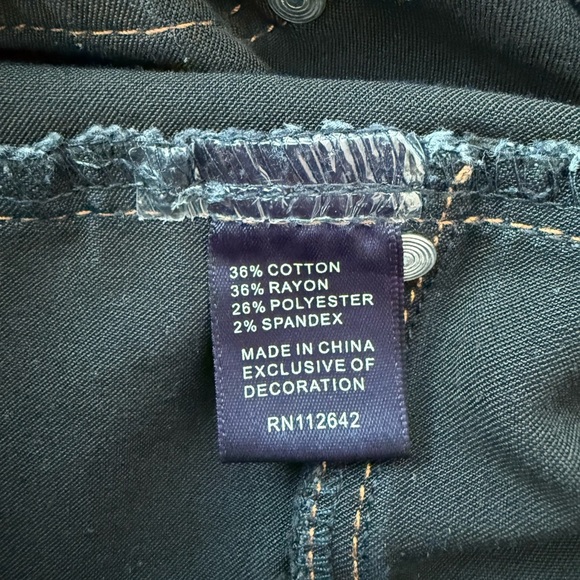 36% COTTON
36% RAYON
26% POLYESTER
2% SPANDEX
MADE IN CHINA
EXCLUSIVE OF
DECORATION
RN112642